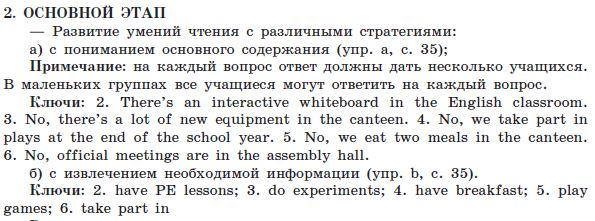 2. ОСНОВНОЙ ЭТАП
— Развитие умений чтения с различными стратегиями:
а) с пониманием основного содержания (упр. a, с. 35);
Примечание: на каждый вопрос ответ должны дать несколько учащихся.
В маленьких группах все учащиеся могут ответить на каждый вопрос.
Ключи: 2. There's an interactive whiteboard in the English classroom.
3. No, there's a lot of new equipment in the canteen. 4. No, we take part in
plays at the end of the school year. 5. No, we eat two meals in the canteen.
6. No, official meetings are in the assembly hall.
б) с извлечением необходимой информации (упр. b, с. 35).
Ключи: 2. have PE lessons; 3. do experiments; 4. have breakfast; 5. play
games; 6. take part in